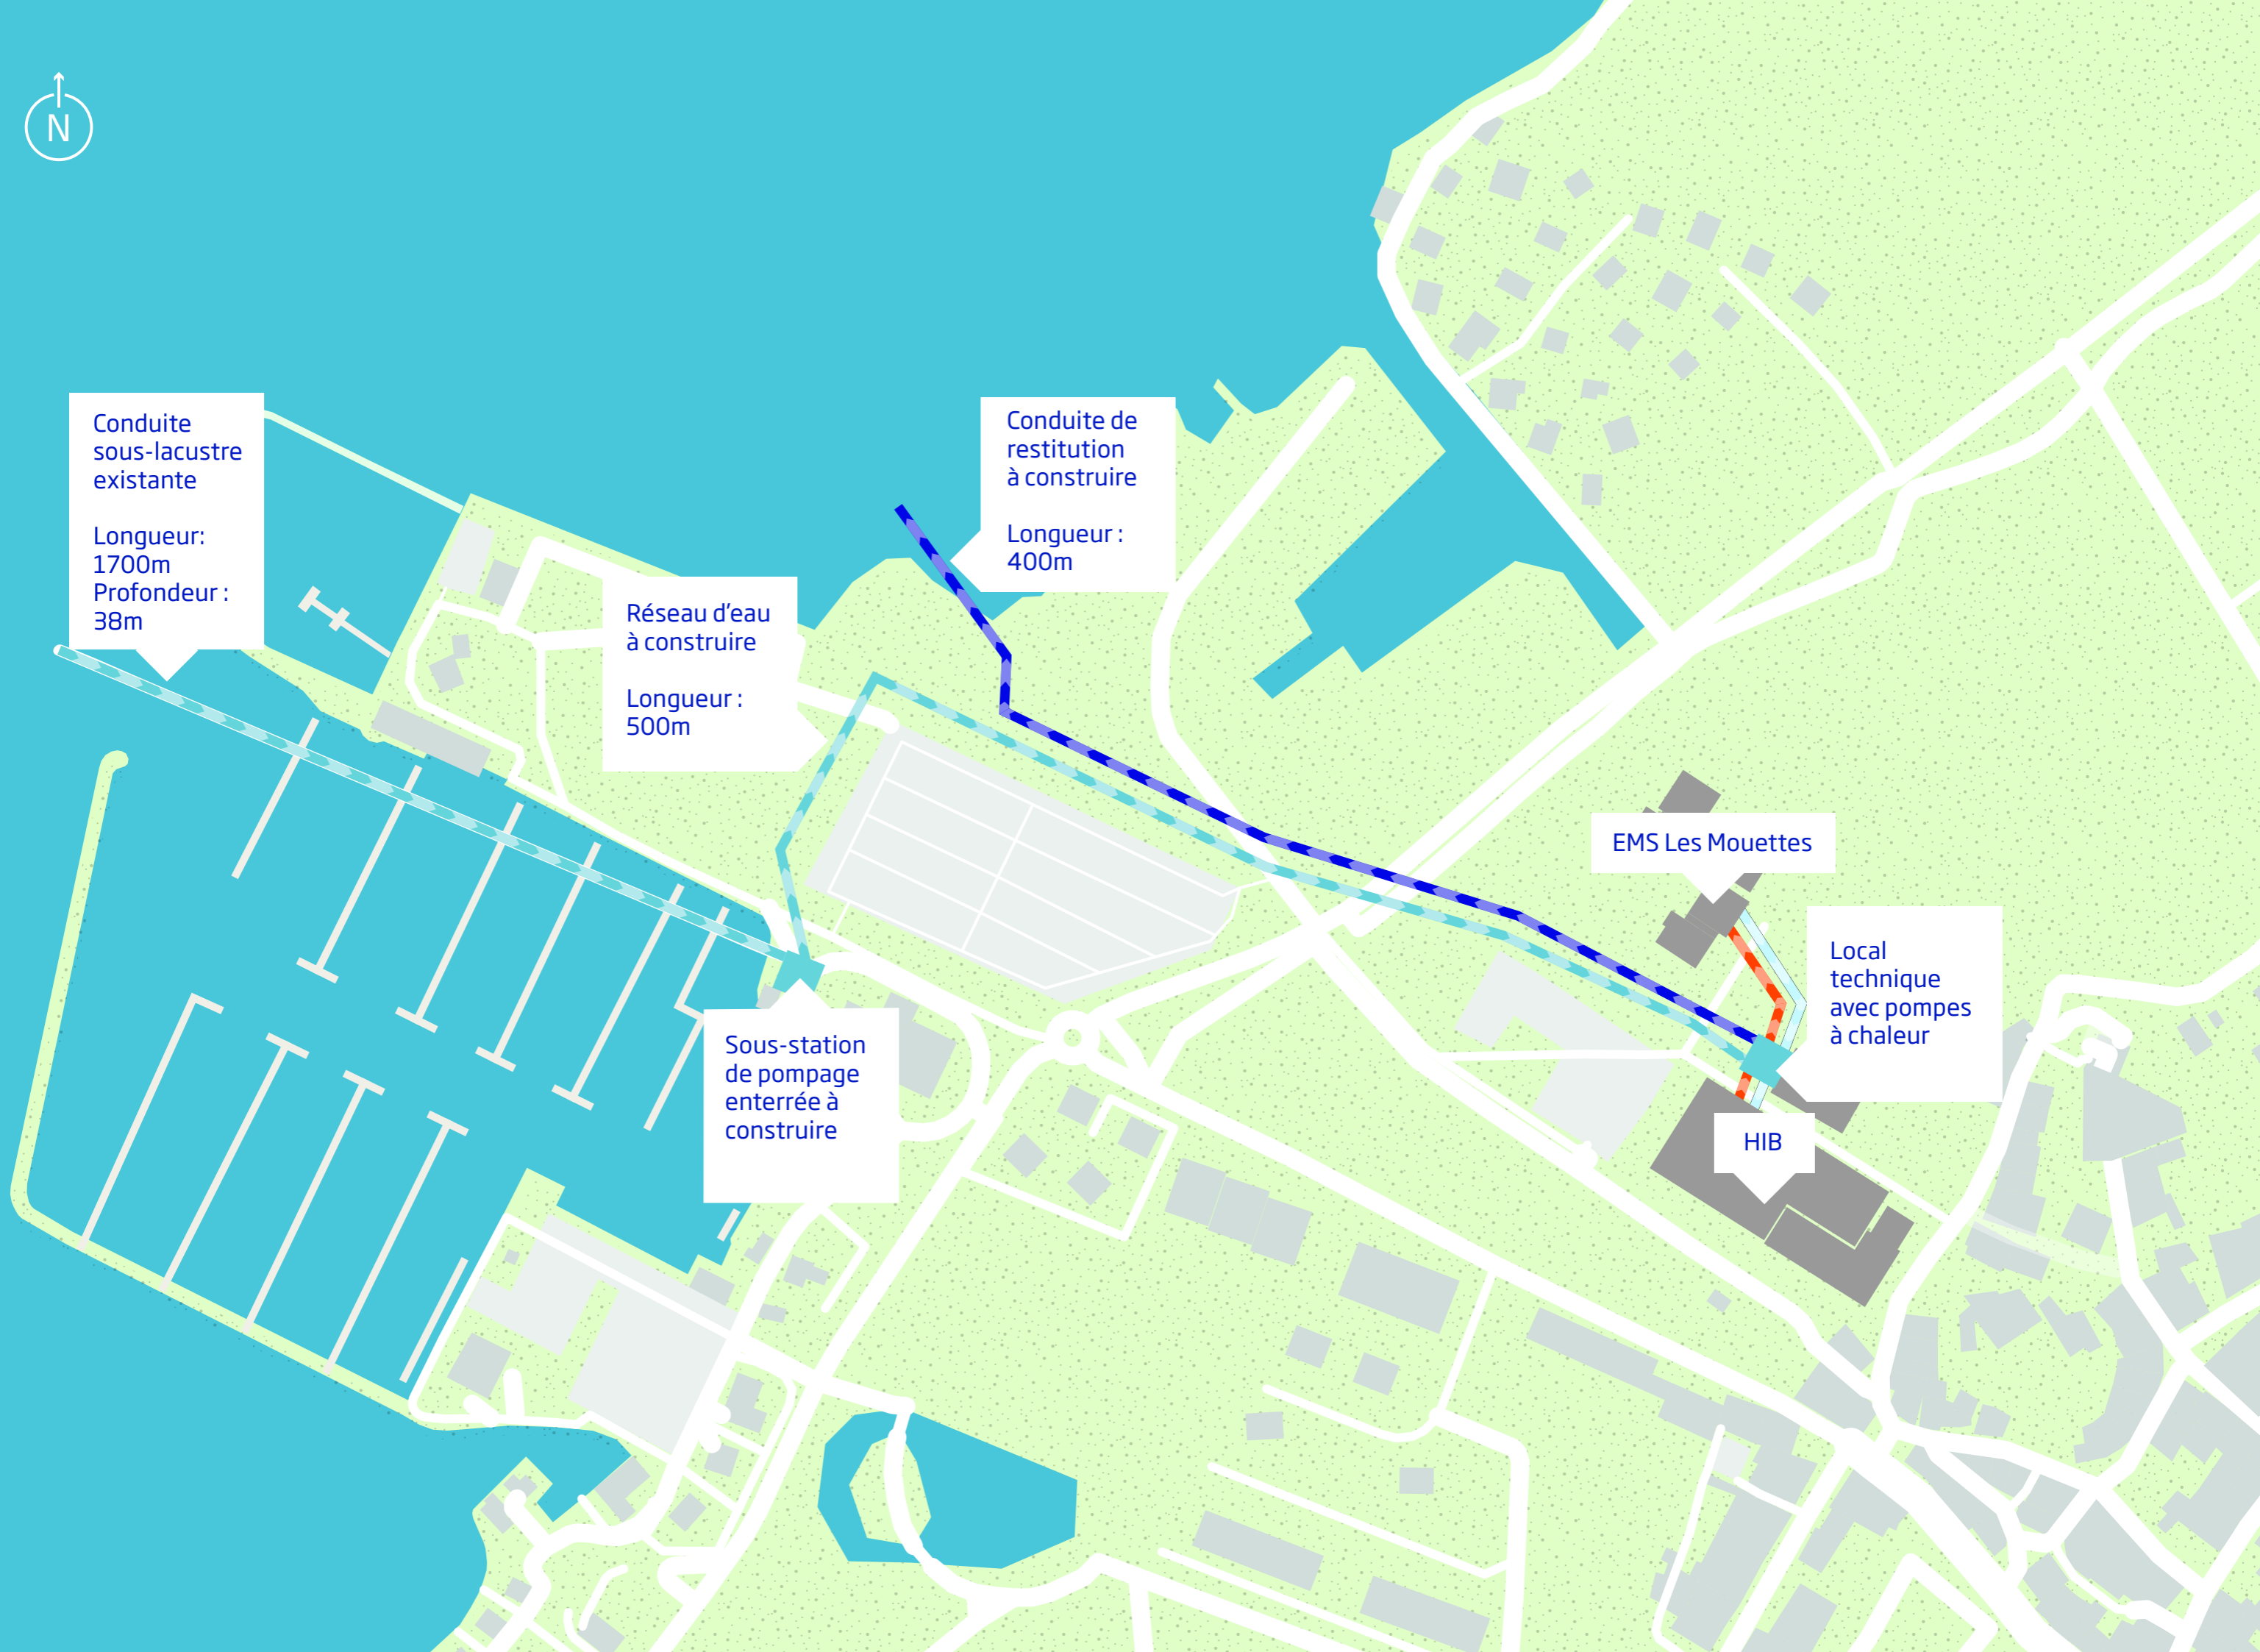 N
Conduite
sous-lacustre
existante
Longueur:
1700m
Profondeur :
38m
Conduite de
restitution
à construire
Longueur :
400m
Réseau d'eau
à construire
Longueur :
500m
EMS Les Mouettes
Local
technique
avec pompes
à chaleur
Sous-station
de pompage
enterrée à
construire
HIB